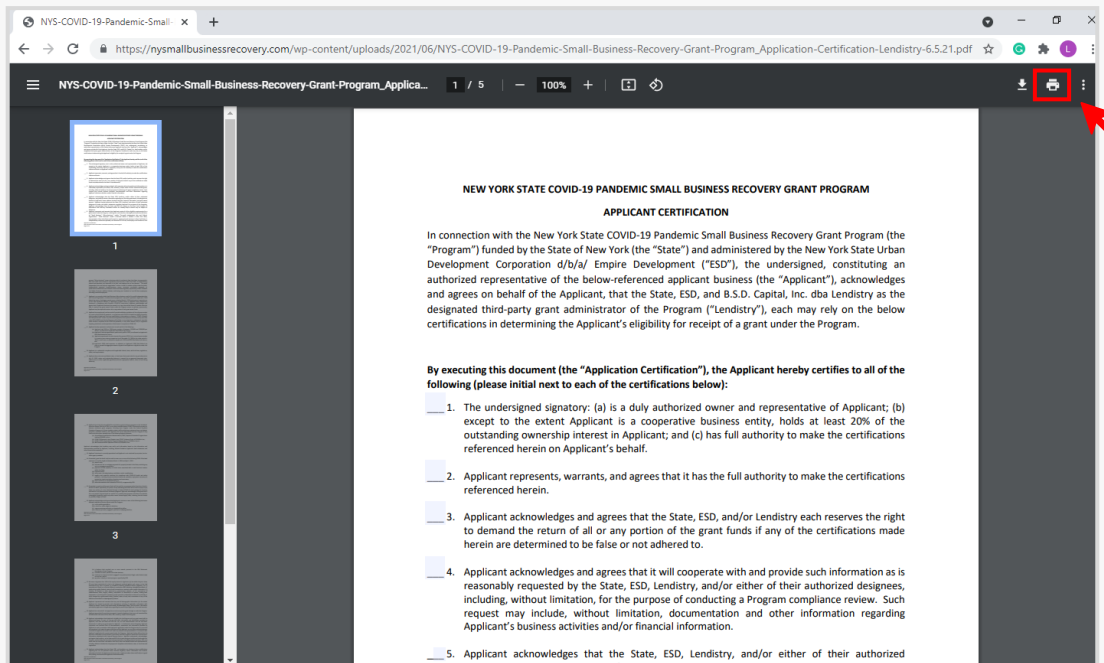 NYS-COVID-19-Pandemic-Small-
https://nysmallbusinessrecovery.com/wp-content/uploads/2021/06/NYS-COVID-19-Pandemic-Small-Business-Recovery-Grant-Program_Application-Certification-Lendistry-6.5.21.pdf
L
NYS-COVID-19-Pandemic-Small-Business-Recovery-Grant-Program_Applica... 1 / 5 100%
1
2
3
NEW YORK STATE COVID-19 PANDEMIC SMALL BUSINESS RECOVERY GRANT PROGRAM
APPLICANT CERTIFICATION
In connection with the New York State COVID-19 Pandemic Small Business Recovery Grant Program (the
“Program”) funded by the State of New York (the “State”) and administered by the New York State Urban
Development Corporation d/b/a/ Empire Development (“ESD”), the undersigned, constituting an
authorized representative of the below-referenced applicant business (the “Applicant”), acknowledges
and agrees on behalf of the Applicant, that the State, ESD, and B.S.D. Capital, Inc. dba Lendistry as the
designated third-party grant administrator of the Program (“Lendistry”), each may rely on the below
certifications in determining the Applicant’s eligibility for receipt of a grant under the Program.
By executing this document (the “Application Certification”), the Applicant hereby certifies to all of the
following (please initial next to each of the certifications below):
1. The undersigned signatory: (a) is a duly authorized owner and representative of Applicant; (b)
except to the extent Applicant is a cooperative business entity, holds at least 20% of the
outstanding ownership interest in Applicant; and (c) has full authority to make the certifications
referenced herein on Applicant’s behalf.
2. Applicant represents, warrants, and agrees that it has the full authority to make the certifications
referenced herein.
3. Applicant acknowledges and agrees that the State, ESD, and/or Lendistry each reserves the right
to demand the return of all or any portion of the grant funds if any of the certifications made
herein are determined to be false or not adhered to.
4. Applicant acknowledges and agrees that it will cooperate with and provide such information as is
reasonably requested by the State, ESD, Lendistry, and/or either of their authorized designees,
including, without limitation, for the purpose of conducting a Program compliance review. Such
request may include, without limitation, documentation and other information regarding
Applicant’s business activities and/or financial information.
5. Applicant acknowledges that the State, ESD, Lendistry, and/or either of their authorized